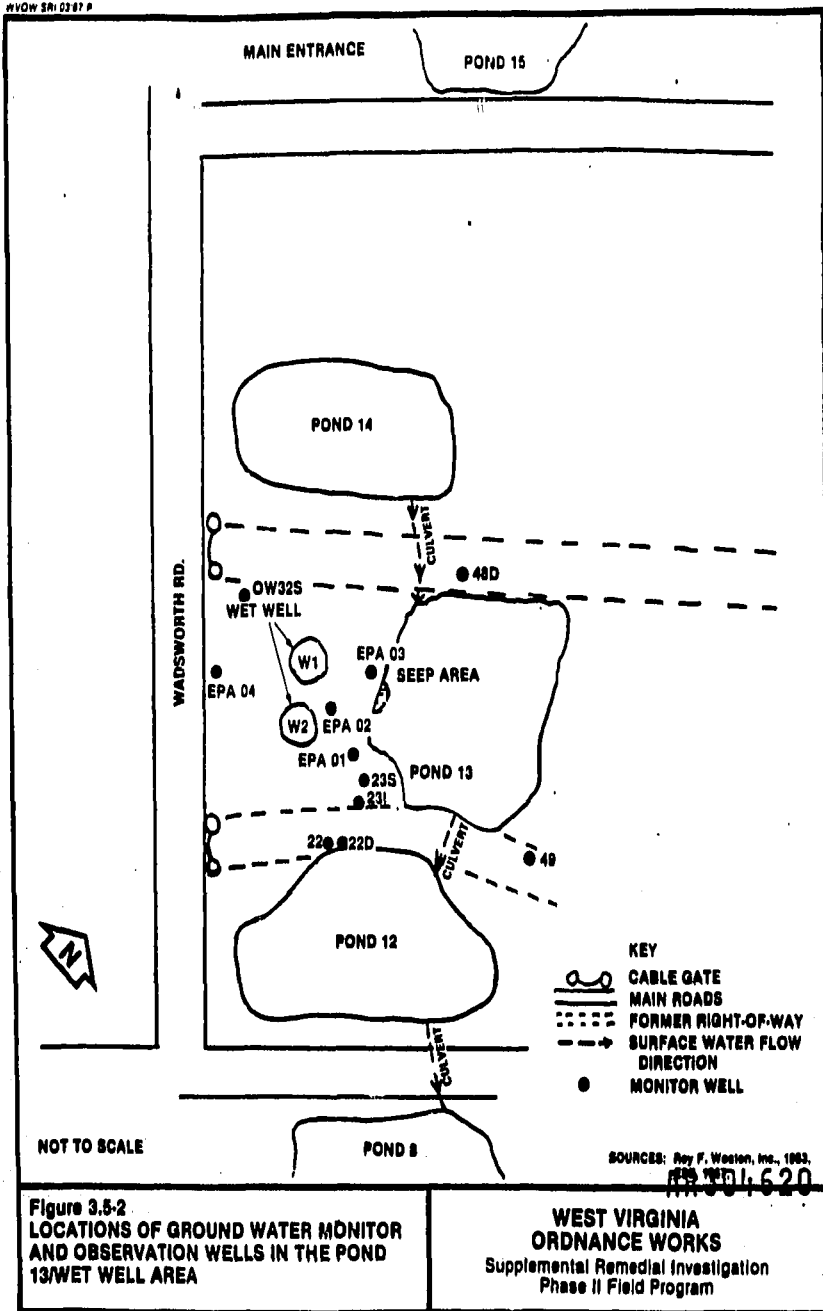 MAIN ENTRANCE
POND 15
POND 14
CULVERT
WADSWORTH RD.
48D
OW32S
WET WELL
W1
EPA 03
SEEP AREA
EPA 04
W2
EPA 02
EPA 01
POND 13
23S
23I
22
22D
CULVERT
49
POND 12
N
KEY
CABLE GATE
MAIN ROADS
FORMER RIGHT-OF-WAY
SURFACE WATER FLOW
DIRECTION
MONITOR WELL
CULVERT
NOT TO SCALE
POND 8
SOURCES: Roy F. Weston, Inc., 1983,
Figure 3.5-2
LOCATIONS OF GROUND WATER MONITOR
AND OBSERVATION WELLS IN THE POND
13/WET WELL AREA
WEST VIRGINIA
ORDNANCE WORKS
Supplemental Remedial Investigation
Phase II Field Program